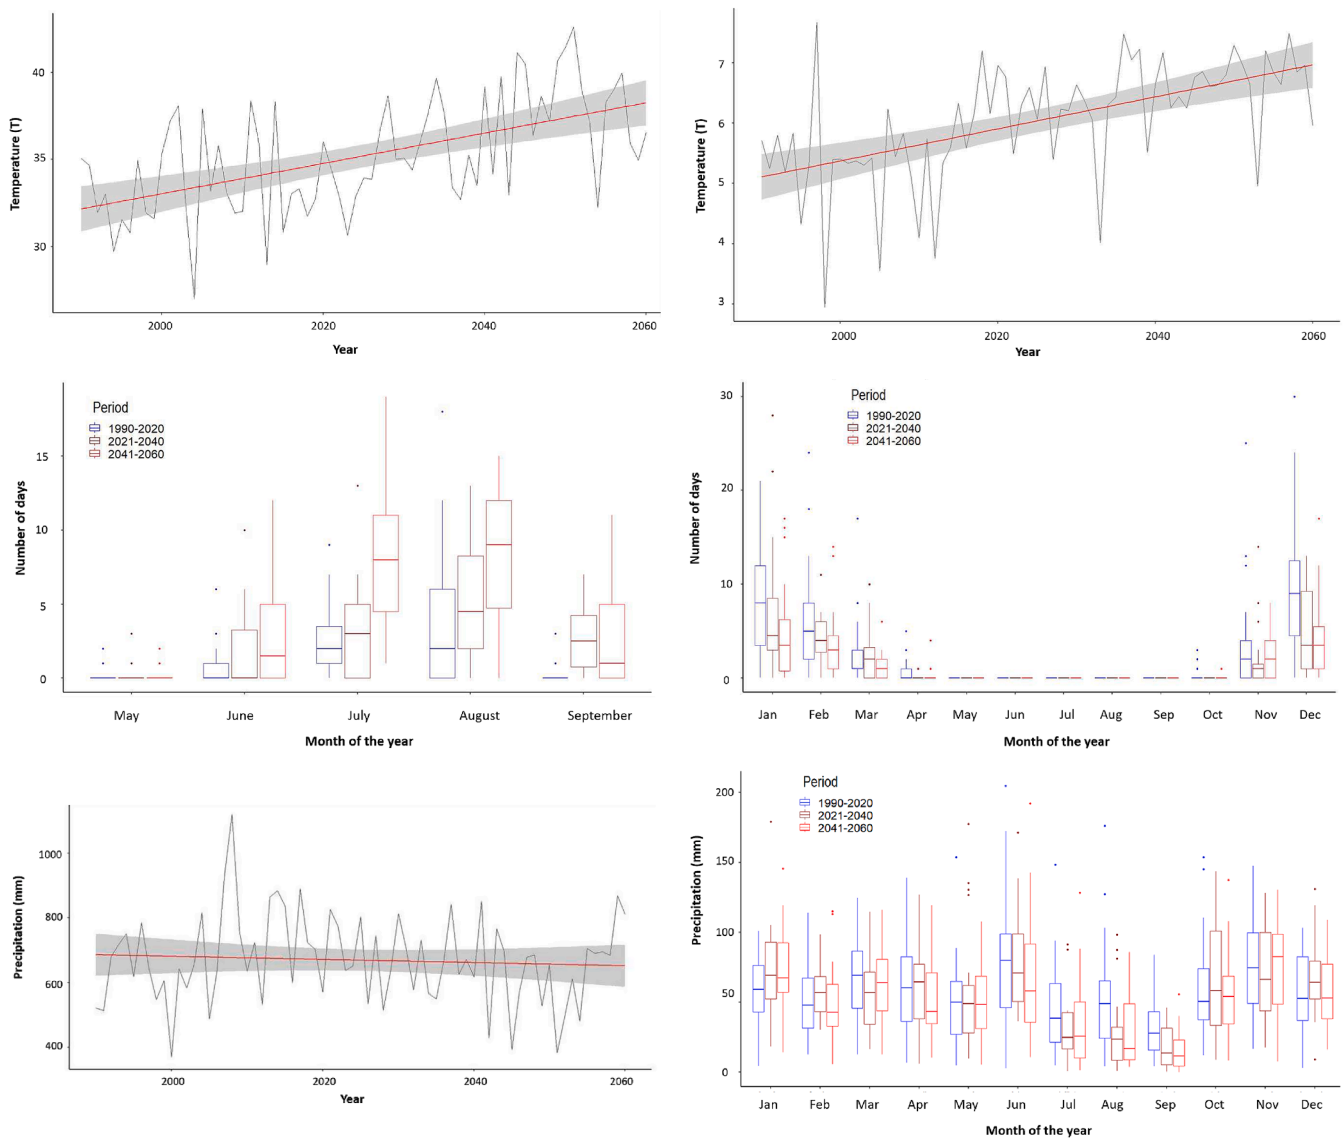 Temperature (T)
40
35
30
2000
2020
2040
2060
Year
Temperature (T)
7
6
5
4
3
2000
2020
2040
2060
Year
Number of days
Period
1990-2020
2021-2040
2041-2060
15
10
5
0
May
June
July
August
September
Month of the year
Number of days
Period
1990-2020
2021-2040
2041-2060
30
20
10
0
Jan
Feb
Mar
Apr
May
Jun
Jul
Aug
Sep
Oct
Nov
Dec
Month of the year
Precipitation (mm)
1000
800
600
400
2000
2020
2040
2060
Year
Precipitation (mm)
Period
1990-2020
2021-2040
2041-2060
200
150
100
50
0
Jan
Feb
Mar
Apr
May
Jun
Jul
Aug
Sep
Oct
Nov
Dec
Month of the year